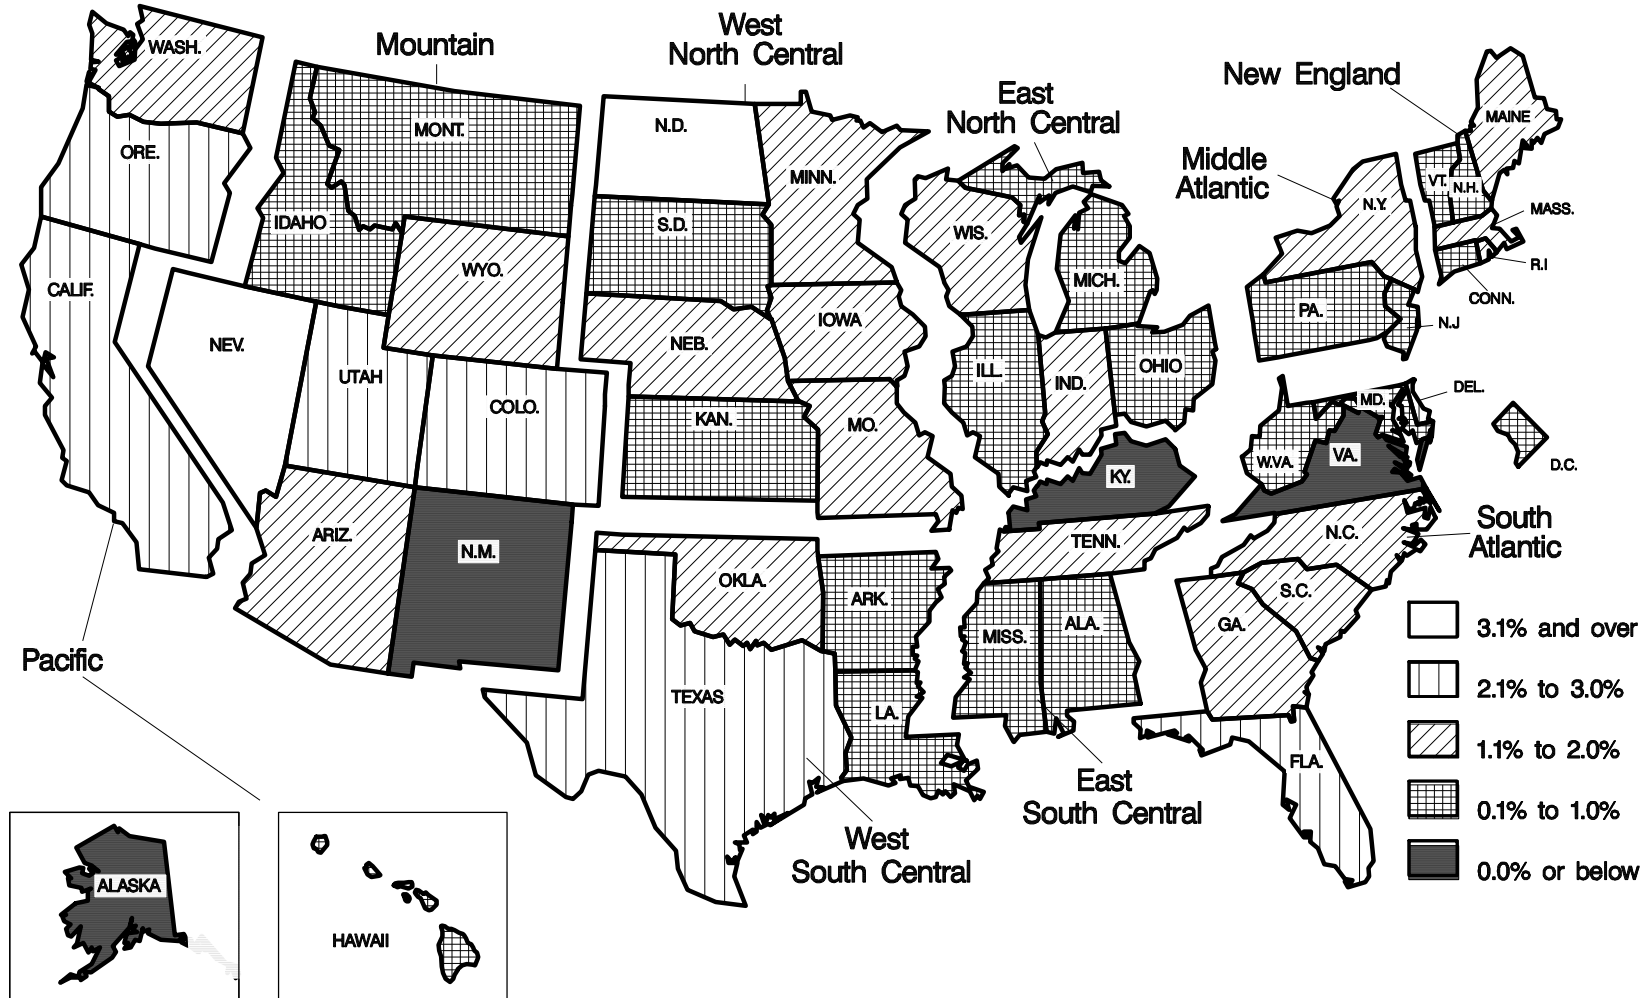 West
North Central
Mountain
WASH.
New England
East
North Central
MAINE
N.D.
MONT.
ORE.
Middle
Atlantic
MINN.
VT.
N.H.
N.Y.
MASS.
IDAHO
S.D.
WIS.
WYO.
R.I
CALIF.
MICH.
CONN.
PA.
IOWA
N.J
NEV.
NEB.
ILL.
OHIO
UTAH
IND.
DEL.
MD.
COLO.
KAN.
MO.
VA.
W.VA.
D.C.
KY.
South
Atlantic
ARIZ.
N.C.
TENN.
N.M.
OKLA.
S.C.
ARK.
GA.
ALA.
3.1% and over
MISS.
Pacific
2.1% to 3.0%
TEXAS
LA.
1.1% to 2.0%
FLA.
East
South Central
0.1% to 1.0%
West
South Central
0.0% or below
ALASKA
HAWAII